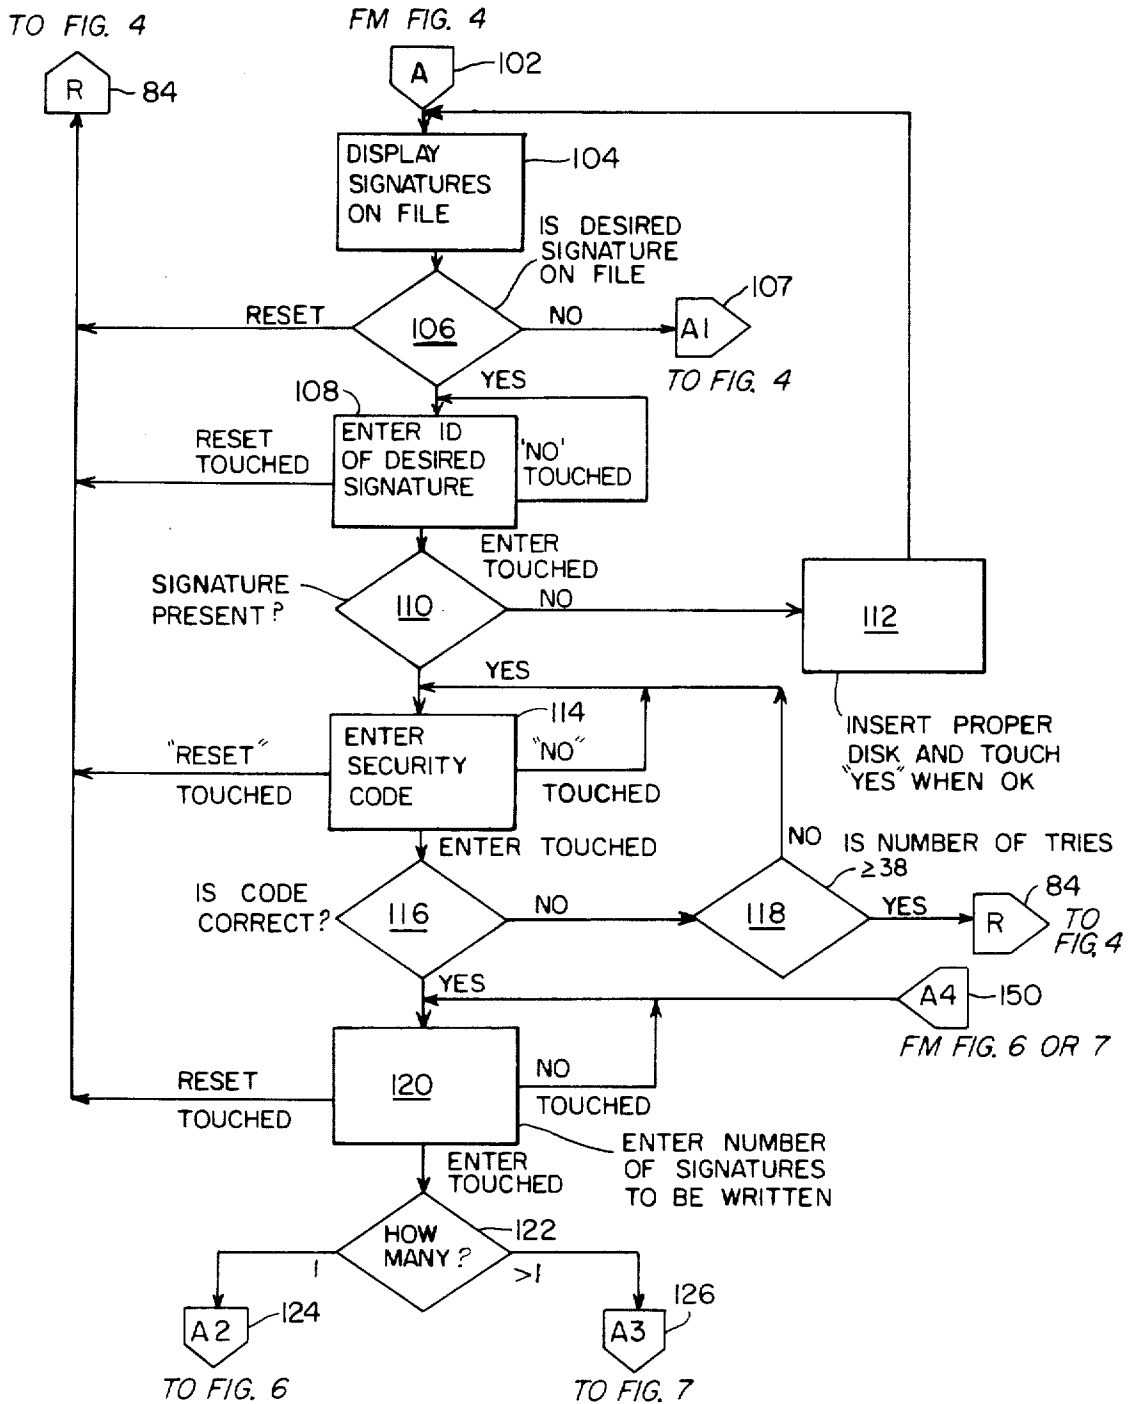 TO FIG. 4
FM FIG. 4
R
84
A
102
DISPLAY
SIGNATURES
ON FILE
104
IS DESIRED
SIGNATURE
ON FILE
RESET
106
NO
A1
107
TO FIG. 4
YES
108
ENTER ID
OF DESIRED
SIGNATURE
RESET
TOUCHED
'NO'
TOUCHED
ENTER
TOUCHED
SIGNATURE
PRESENT?
110
NO
112
INSERT PROPER
DISK AND TOUCH
"YES" WHEN OK
YES
114
ENTER
SECURITY
CODE
"RESET"
TOUCHED
"NO"
TOUCHED
ENTER TOUCHED
IS CODE
CORRECT?
116
NO
118
NO
IS NUMBER OF TRIES
≥38
YES
R
84
TO
FIG. 4
YES
A4
150
FM FIG. 6 OR 7
120
RESET
TOUCHED
NO
TOUCHED
ENTER NUMBER
OF SIGNATURES
TO BE WRITTEN
ENTER
TOUCHED
HOW
MANY?
122
1
>1
A2
124
TO FIG. 6
A3
126
TO FIG. 7